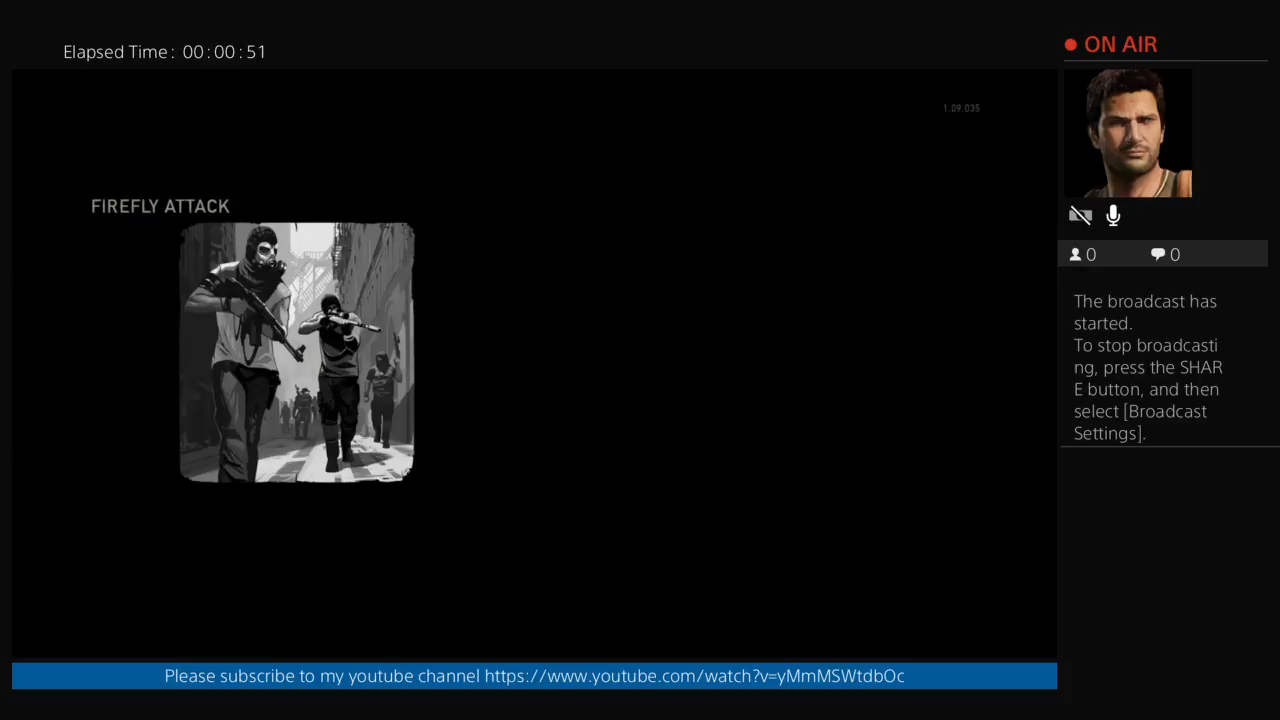 Elapsed Time: 00:00:51
ON AIR
1.09.035
FIREFLY ATTACK
0
0
The broadcast has
started.
To stop broadcasti
ng, press the SHAR
E button, and then
select [Broadcast
Settings].
Please subscribe to my youtube channel https://www.youtube.com/watch?v=yMmMSWtdbOc